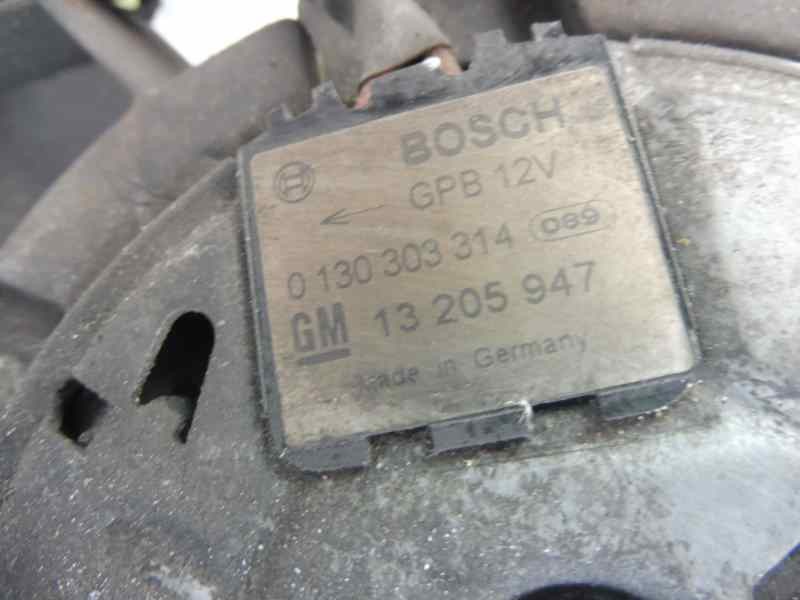 BOSCH
GPB 12V
0 130 303 314 089
GM 13 205 947
Made in Germany